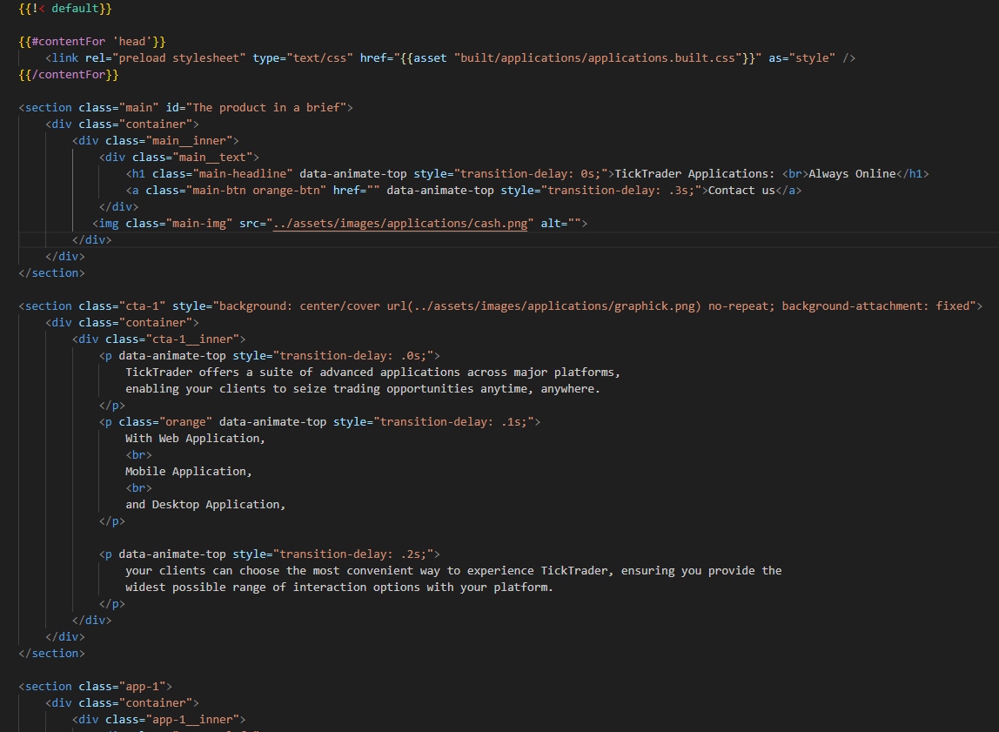 {{!< default}}
{{#contentFor 'head'}}
<link rel="preload stylesheet" type="text/css" href="{{asset "built/applications/applications.built.css"}}" as="style" />
{{/contentFor}}
<section class="main" id="The product in a brief">
<div class="container">
<div class="main__inner">
<div class="main__text">
<h1 class="main-headline" data-animate-top style="transition-delay: 0s;">TickTrader Applications: <br>Always Online</h1>
<a class="main-btn orange-btn" href="" data-animate-top style="transition-delay: .3s;">Contact us</a>
</div>
<img class="main-img" src="../assets/images/applications/cash.png" alt="">
</div>
</div>
</section>
<section class="cta-1" style="background: center/cover url(../assets/images/applications/graphick.png) no-repeat; background-attachment: fixed">
<div class="container">
<div class="cta-1__inner">
<p data-animate-top style="transition-delay: .0s;">
TickTrader offers a suite of advanced applications across major platforms,
enabling your clients to seize trading opportunities anytime, anywhere.
</p>
<p class="orange" data-animate-top style="transition-delay: .1s;">
With Web Application,
<br>
Mobile Application,
<br>
and Desktop Application,
</p>
<p data-animate-top style="transition-delay: .2s;">
your clients can choose the most convenient way to experience TickTrader, ensuring you provide the
widest possible range of interaction options with your platform.
</p>
</div>
</div>
</section>
<section class="app-1">
<div class="container">
<div class="app-1__inner">